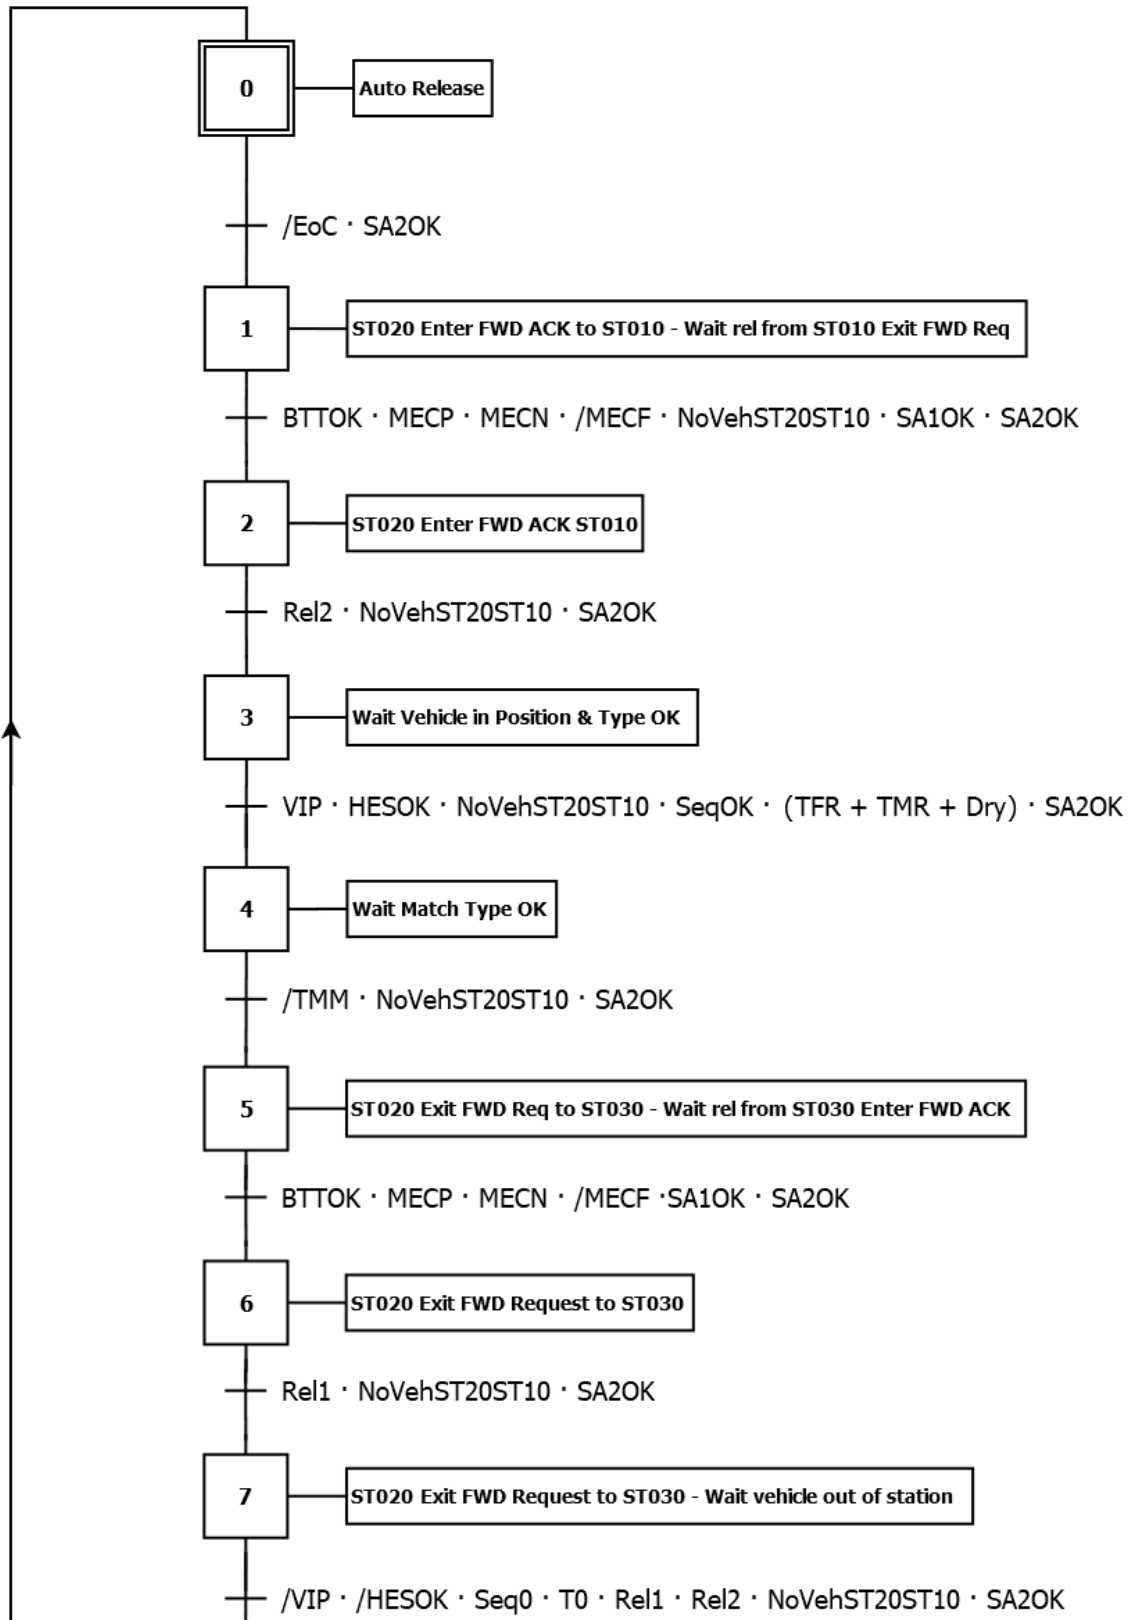 0
Auto Release
/EoC · SA2OK
1
ST020 Enter FWD ACK to ST010 - Wait rel from ST010 Exit FWD Req
BTTOK · MECP · MECN · /MECF · NoVehST20ST10 · SA1OK · SA2OK
2
ST020 Enter FWD ACK ST010
Rel2 · NoVehST20ST10 · SA2OK
3
Wait Vehicle in Position & Type OK
VIP · HESOK · NoVehST20ST10 · SeqOK · (TFR + TMR + Dry) · SA2OK
4
Wait Match Type OK
/TMM · NoVehST20ST10 · SA2OK
5
ST020 Exit FWD Req to ST030 - Wait rel from ST030 Enter FWD ACK
BTTOK · MECP · MECN · /MECF ·SA1OK · SA2OK
6
ST020 Exit FWD Request to ST030
Rel1 · NoVehST20ST10 · SA2OK
7
ST020 Exit FWD Request to ST030 - Wait vehicle out of station
/VIP · /HESOK · Seq0 · T0 · Rel1 · Rel2 · NoVehST20ST10 · SA2OK